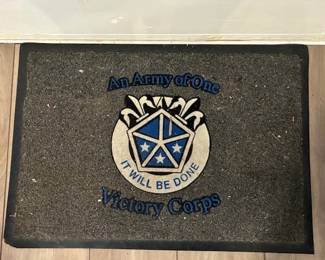 An Army of One
IT WILL BE DONE
Victory Corps